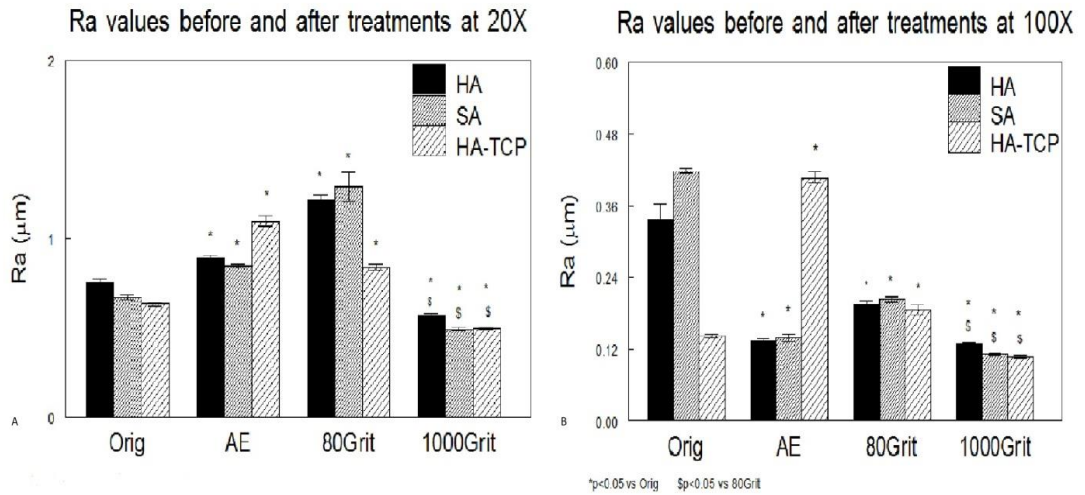 Ra values before and after treatments at 20X
2
HA
SA
HA-TCP
* * * * * *
1
Ra (μm)
* * *
$ $ $
0
A
Orig AE 80Grit 1000Grit
Ra values before and after treatments at 100X
0.60
HA
SA
HA-TCP
0.48
*
0.36
Ra (μm)
0.24
* * * * * * * *
$ $ $
0.12
0.00
B
Orig AE 80Grit 1000Grit
*p<0.05 vs Orig $p<0.05 vs 80Grit